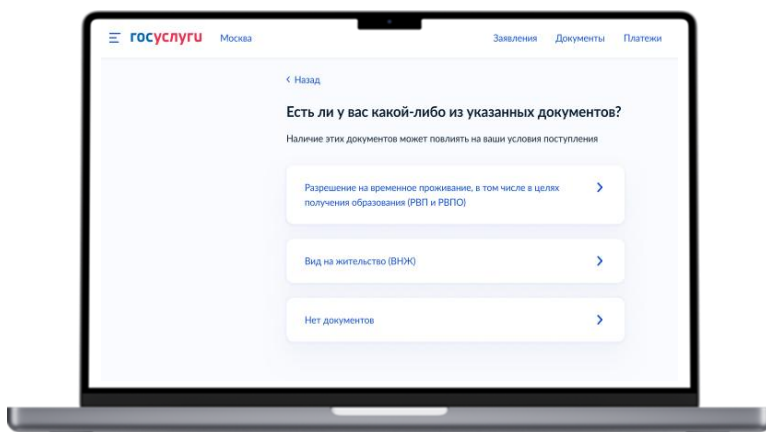 госуслуги Москва Заявления Документы Платежи
Назад
Есть ли у вас какой-либо из указанных документов?
Наличие этих документов может повлиять на ваши условия поступления
Разрешение на временное проживание, в том числе в целях
получения образования (РВП и РВПО)
Вид на жительство (ВНЖ)
Нет документов